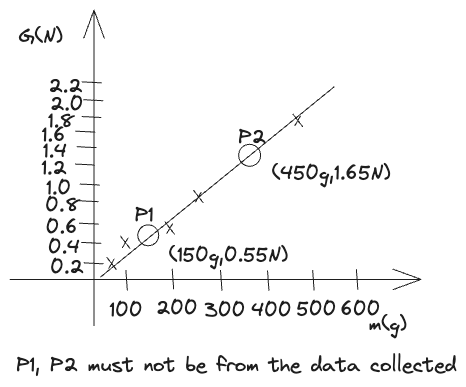 G(N)
2.2
2.0
1.8
1.6
1.4
1.2
1.0
0.8
0.6
0.4
0.2
P2
(450g,1.65N)
P1
(150g,0.55N)
100 200 300 400 500 600
m(g)
P1, P2 must not be from the data collected